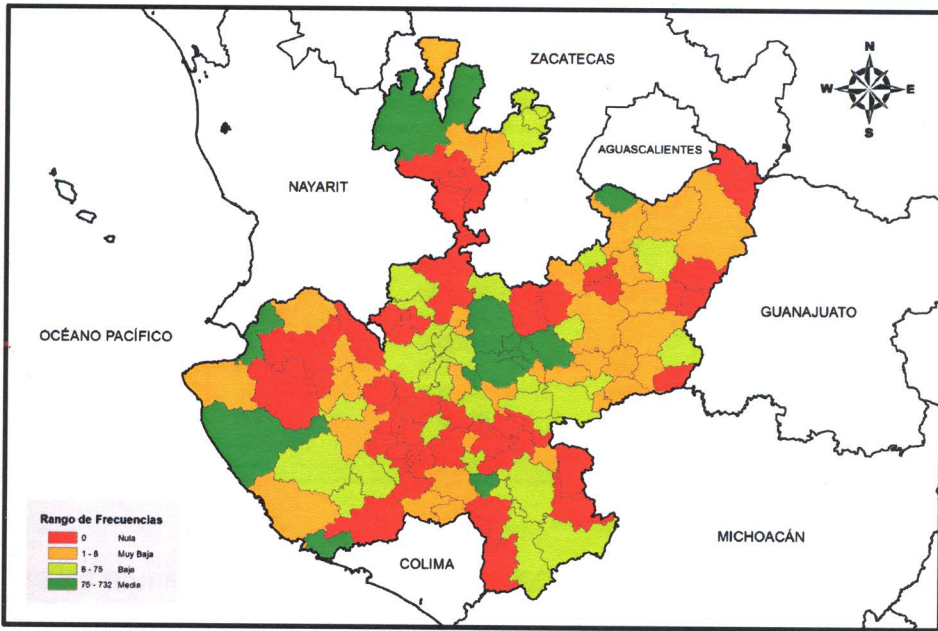 ZACATECAS
N
W E
S
AGUASCALIENTES
NAYARIT
GUANAJUATO
OCÉANO PACÍFICO
MICHOACÁN
COLIMA
Rango de Frecuencias
0 Nula
1 - 8 Muy Baja
8 - 75 Baja
75 - 732 Media